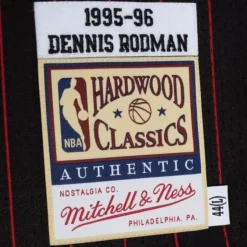 1995-96
DENNIS RODMAN
NBA
HARDWOOD
CLASSICS
AUTHENTIC
NOSTALGIA CO.
Mitchell & Ness
PHILADELPHIA, PA.
44(L)